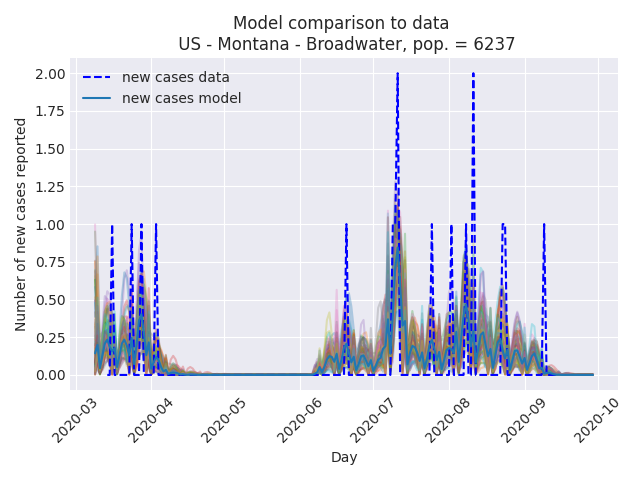 Model comparison to data
US - Montana - Broadwater, pop. = 6237
new cases data
new cases model
Number of new cases reported
2.00
1.75
1.50
1.25
1.00
0.75
0.50
0.25
0.00
2020-03
2020-04
2020-05
2020-06
2020-07
2020-08
2020-09
2020-10
Day